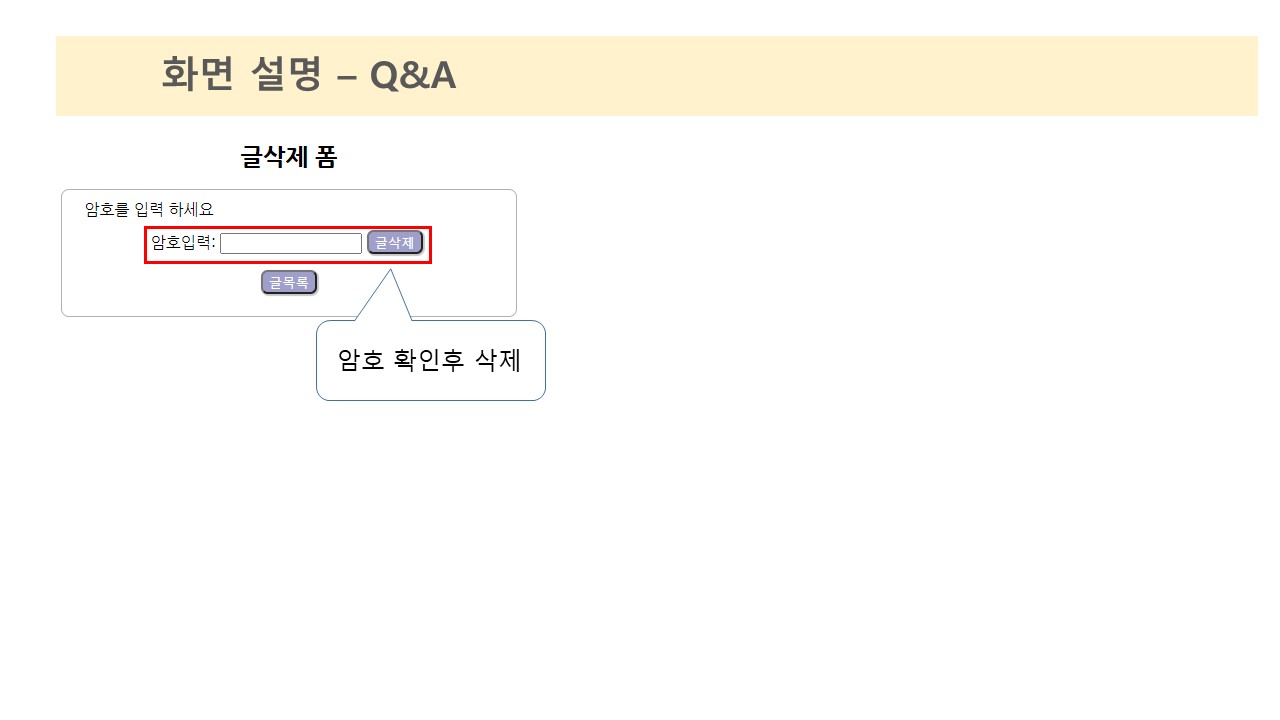 화면 설명 – Q&A
글삭제 폼
암호를 입력 하세요
암호입력: 글삭제
글목록
암호 확인후 삭제